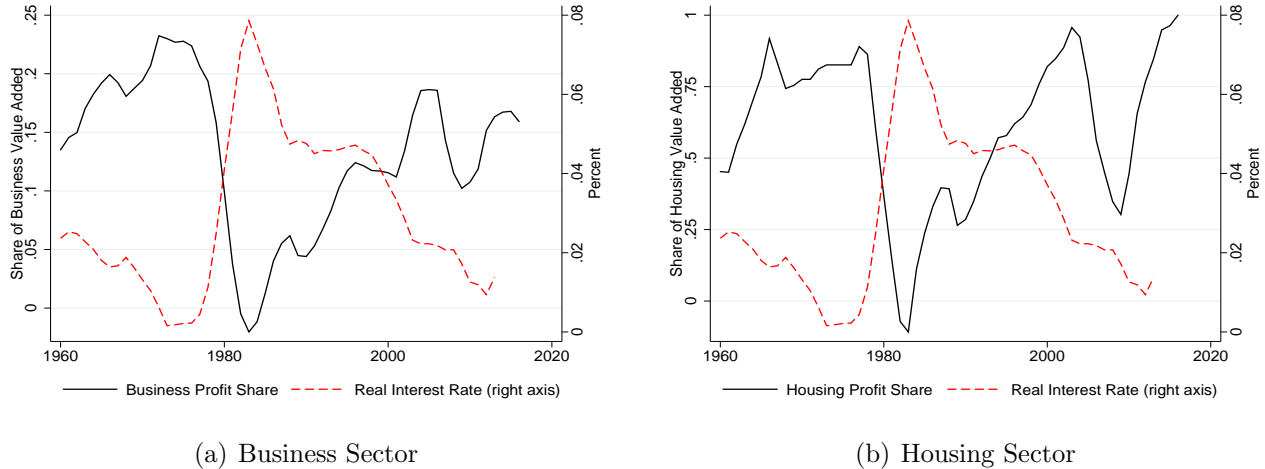 Share of Business Value Added
.25
.2
.15
.1
.05
0
Percent
.08
.06
.04
.02
0
1960 1980 2000 2020
Business Profit Share Real Interest Rate (right axis)
(a) Business Sector
Share of Housing Value Added
1
.75
.5
.25
0
Percent
.08
.06
.04
.02
0
1960 1980 2000 2020
Housing Profit Share Real Interest Rate (right axis)
(b) Housing Sector